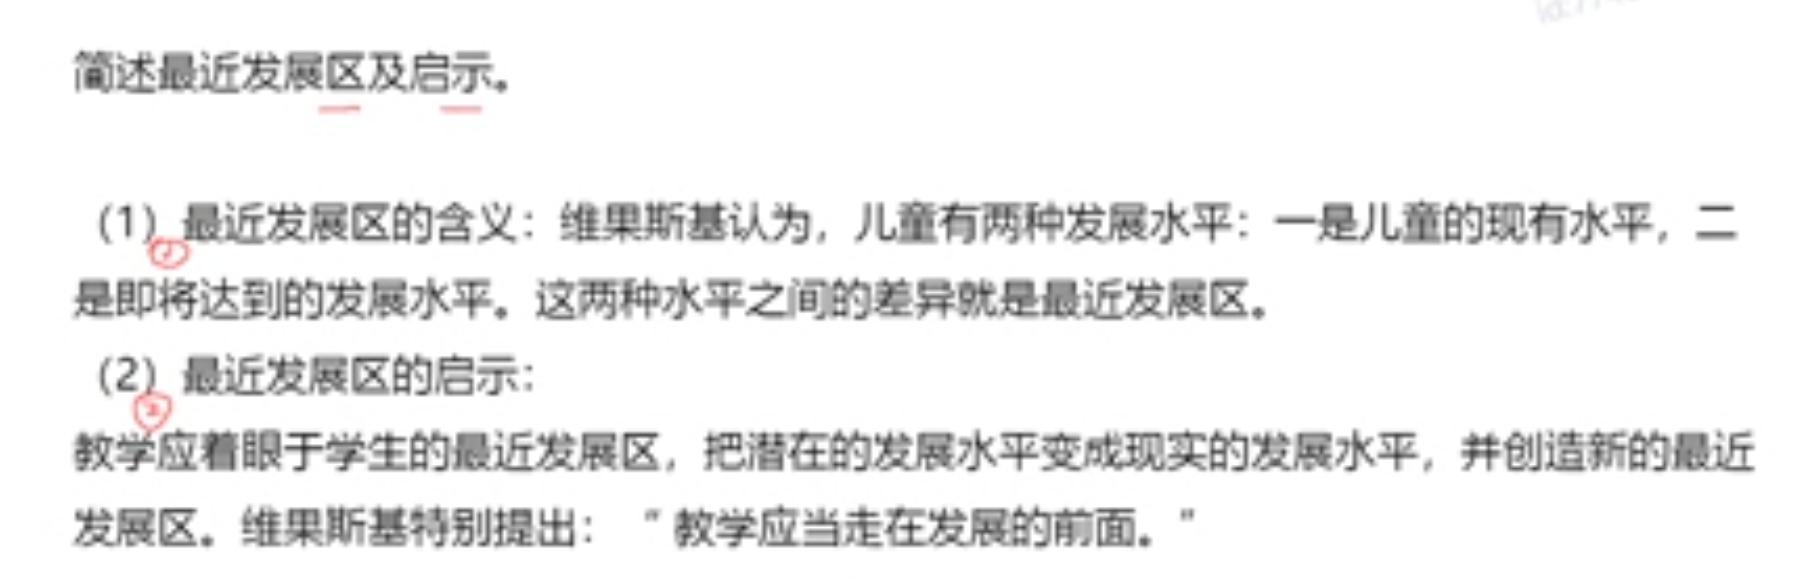 简述最近发展区及启示。
（1）最近发展区的含义：维果斯基认为，儿童有两种发展水平：一是儿童的现有水平，二
是即将达到的发展水平。这两种水平之间的差异就是最近发展区。
（2）最近发展区的启示：
教学应着眼于学生的最近发展区，把潜在的发展水平变成现实的发展水平，并创造新的最近
发展区。维果斯基特别提出：“教学应当走在发展的前面。”